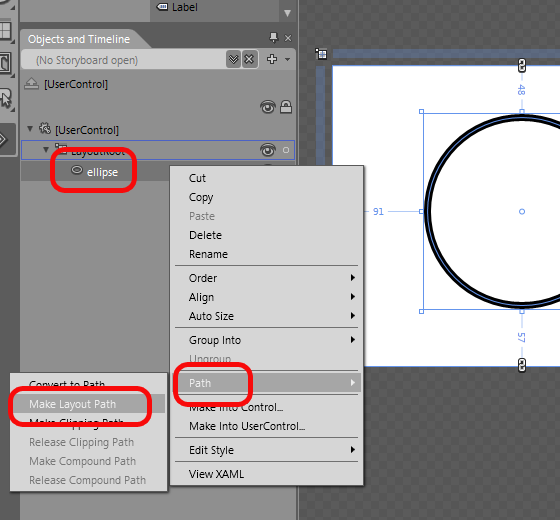 Label
Objects and Timeline
(No Storyboard open)
[UserControl]
[UserControl]
LayoutRoot
ellipse
Cut
Copy
Paste
Delete
Rename
Order
Align
Auto Size
Group Into
Ungroup
Path
Make Into Control...
Make Into UserControl...
Edit Style
View XAML
Convert to Path
Make Layout Path
Make Clipping Path
Release Clipping Path
Make Compound Path
Release Compound Path
48
91
57